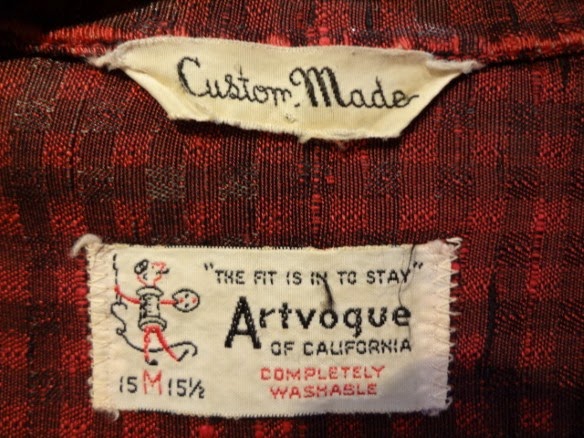 Custom Made
"THE FIT IS IN TO STAY"
Artvogue
OF CALIFORNIA
COMPLETELY
WASHABLE
15 M 15½